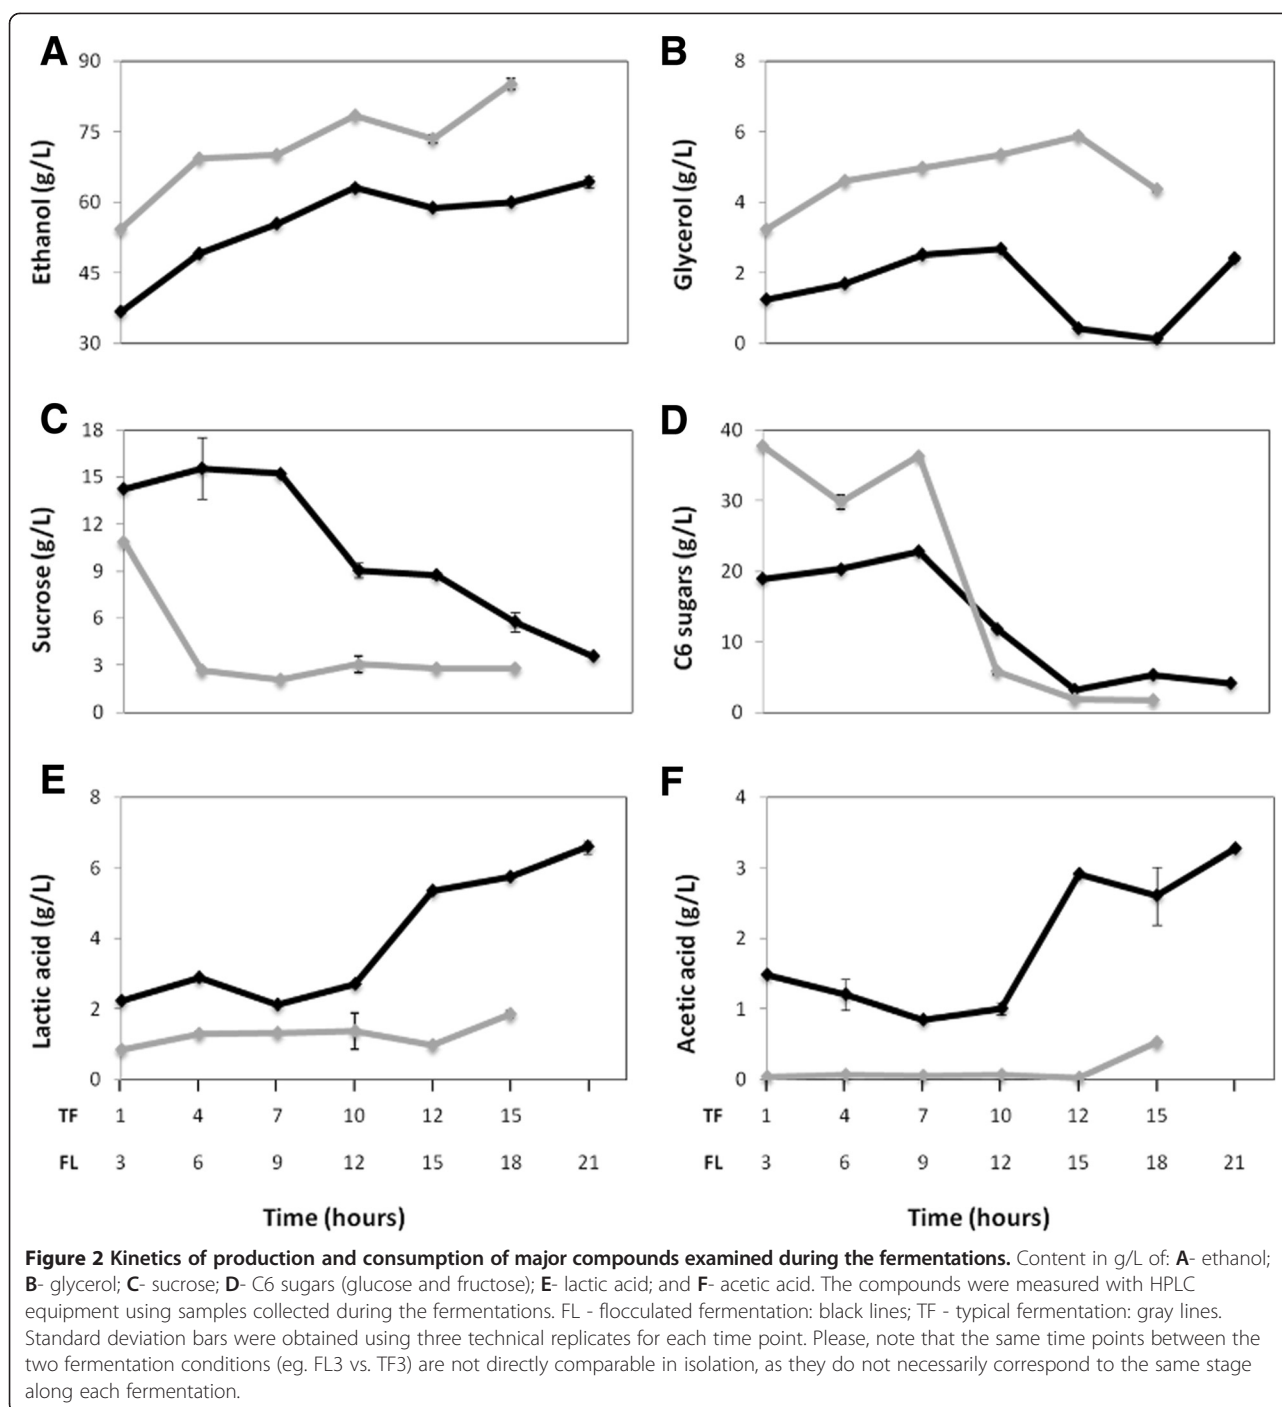 A
Ethanol (g/L)
90
75
60
45
30
B
Glycerol (g/L)
8
6
4
2
0
C
Sucrose (g/L)
18
15
12
9
6
3
0
D
C6 sugars (g/L)
40
30
20
10
0
E
Lactic acid (g/L)
8
6
4
2
0
F
Acetic acid (g/L)
4
3
2
1
0
TF 1 4 7 10 12 15
FL 3 6 9 12 15 18 21
Time (hours)
1 4 7 10 12 15
3 6 9 12 15 18 21
Time (hours)
Figure 2 Kinetics of production and consumption of major compounds examined during the fermentations. Content in g/L of: A- ethanol;
B- glycerol; C- sucrose; D- C6 sugars (glucose and fructose); E- lactic acid; and F- acetic acid. The compounds were measured with HPLC
equipment using samples collected during the fermentations. FL - flocculated fermentation: black lines; TF - typical fermentation: gray lines.
Standard deviation bars were obtained using three technical replicates for each time point. Please, note that the same time points between the
two fermentation conditions (eg. FL3 vs. TF3) are not directly comparable in isolation, as they do not necessarily correspond to the same stage
along each fermentation.